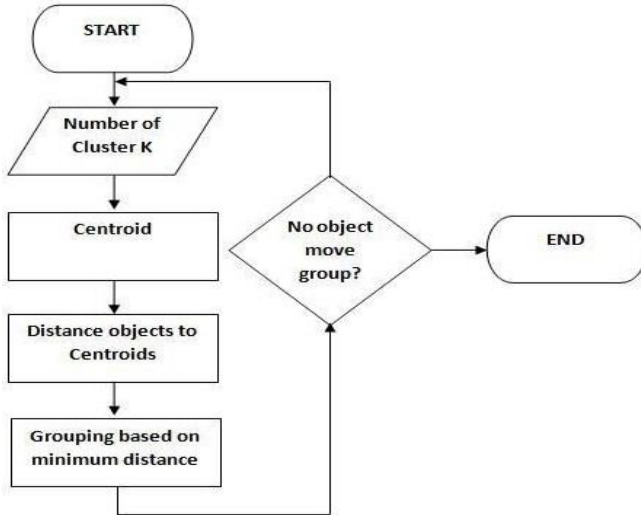 START
Number of
Cluster K
Centroid
Distance objects to
Centroids
Grouping based on
minimum distance
No object
move
group?
END